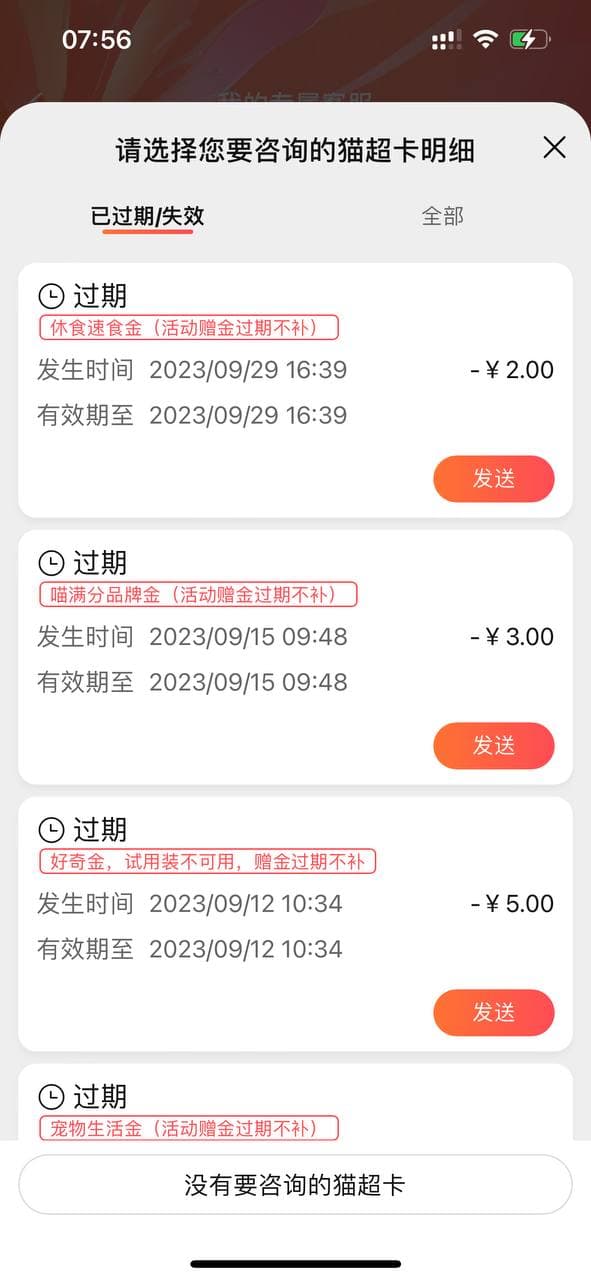 07:56
我的专属客服
请选择您要咨询的猫超卡明细
已过期/失效
全部
过期
休食速食金（活动赠金过期不补）
发生时间 2023/09/29 16:39
-¥2.00
有效期至 2023/09/29 16:39
发送
过期
喵满分品牌金（活动赠金过期不补）
发生时间 2023/09/15 09:48
-¥3.00
有效期至 2023/09/15 09:48
发送
过期
好奇金，试用装不可用，赠金过期不补
发生时间 2023/09/12 10:34
-¥5.00
有效期至 2023/09/12 10:34
发送
过期
宠物生活金（活动赠金过期不补）
没有要咨询的猫超卡